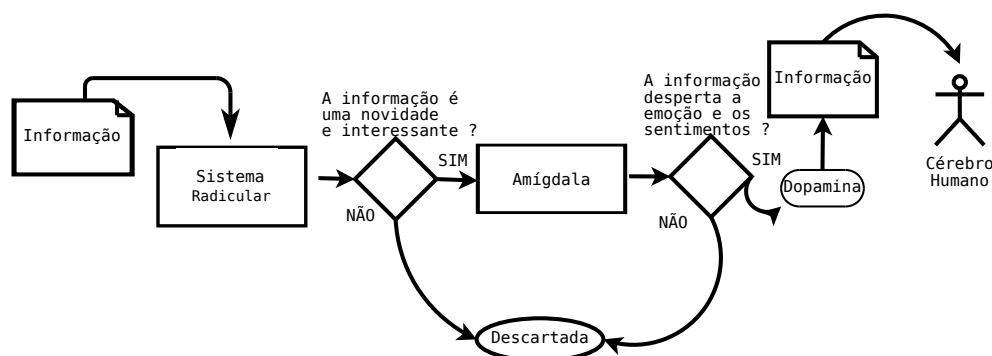 Informação
Sistema
Radicular
A informação é
uma novidade
e interessante ?
SIM
NÃO
Amígdala
A informação
desperta a
emoção e os
sentimentos ?
SIM
NÃO
Descartada
Dopamina
Informação
Cérebro
Humano